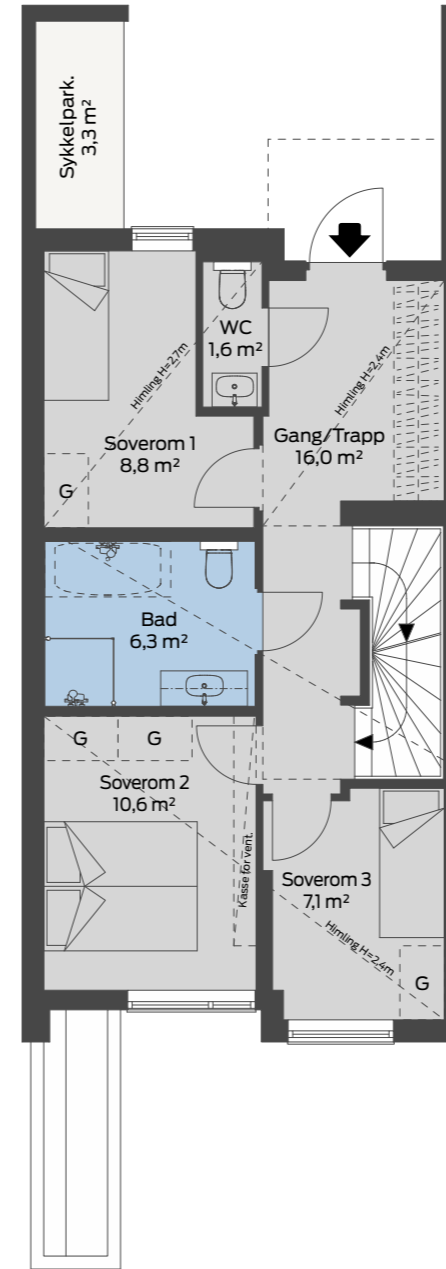 Sykkelpark.
3,3 m²
WC
1,6 m²
Himling H=2,7m
Himling H=2,4m
Soverom 1
8,8 m²
Gang/Trapp
16,0 m²
G
Bad
6,3 m²
G
G
Soverom 2
10,6 m²
Kasse for vent.
Soverom 3
7,1 m²
Himling H=2,4m
G